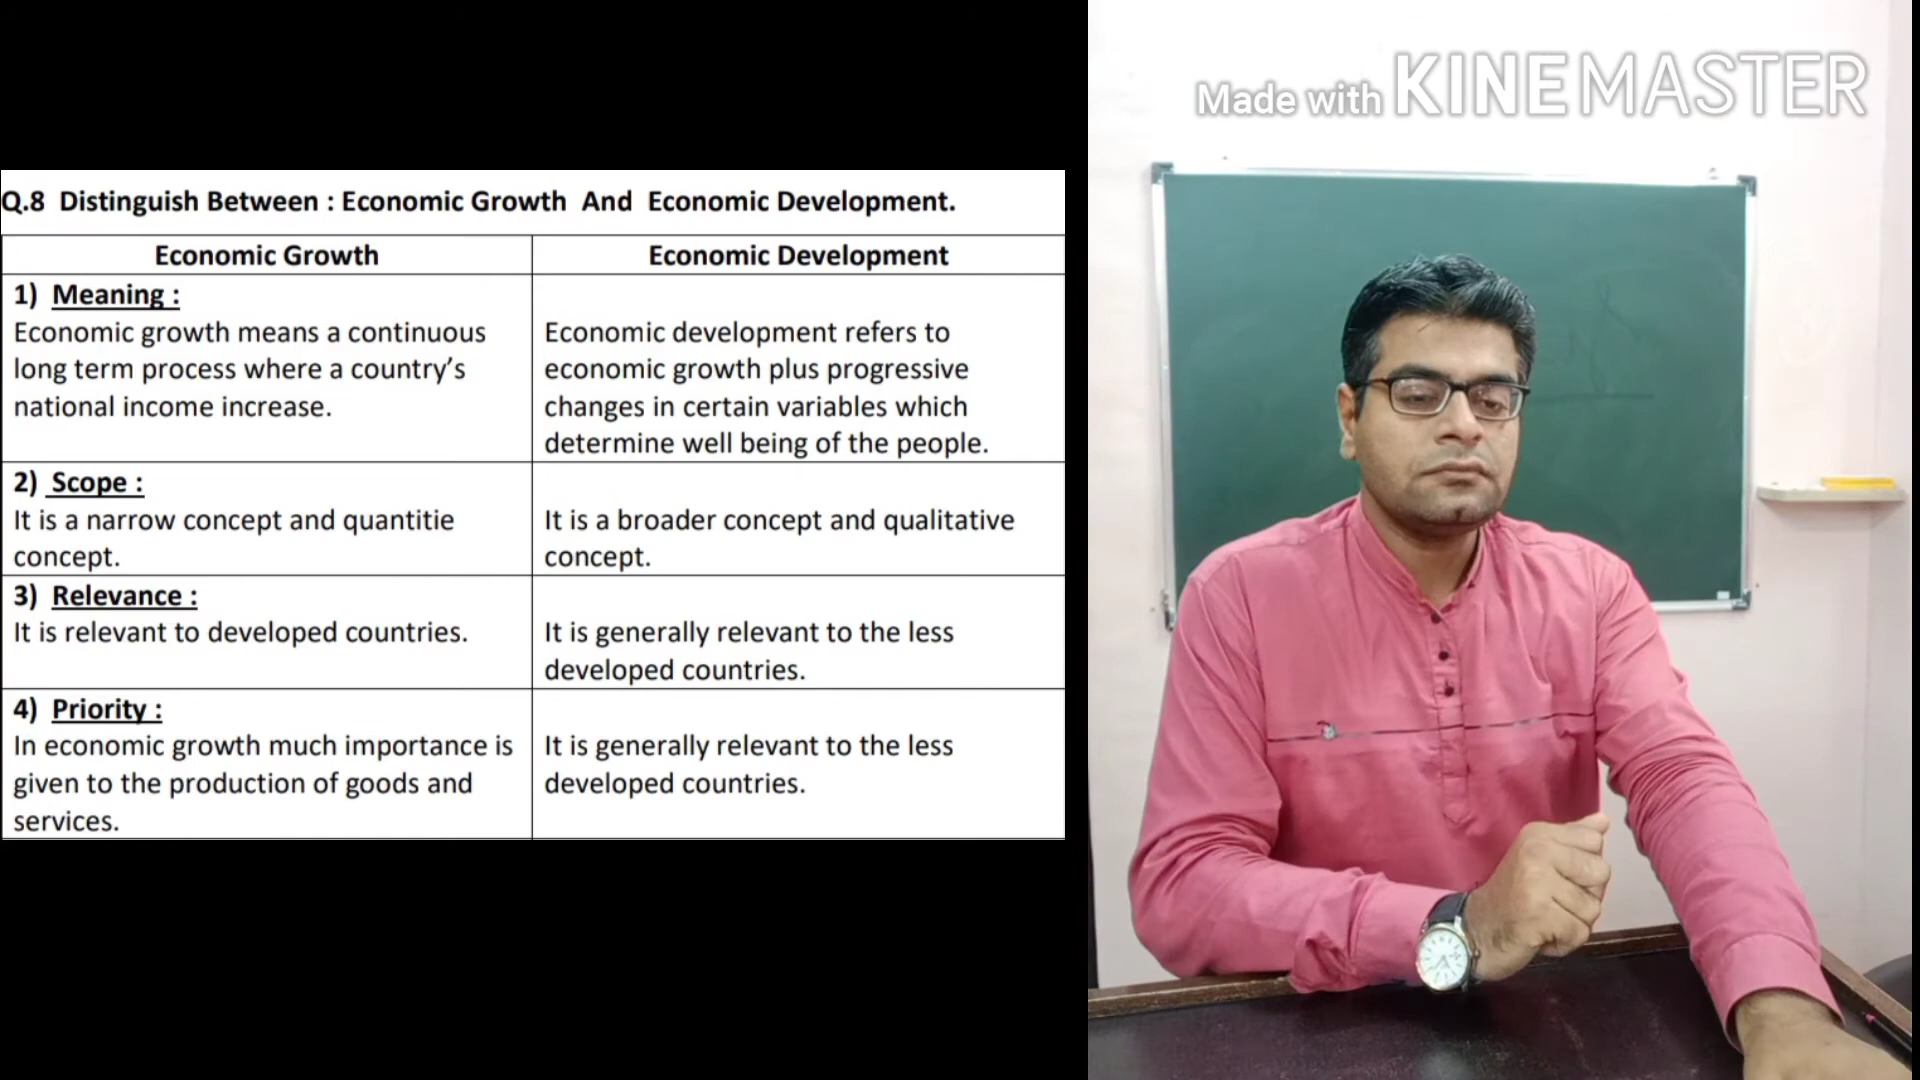 Q.8 Distinguish Between : Economic Growth And Economic Development.
Economic Growth
Economic Development
1) Meaning :
Economic growth means a continuous
long term process where a country's
national income increase.
Economic development refers to
economic growth plus progressive
changes in certain variables which
determine well being of the people.
2) Scope :
It is a narrow concept and quantitie
concept.
It is a broader concept and qualitative
concept.
3) Relevance :
It is relevant to developed countries.
It is generally relevant to the less
developed countries.
4) Priority :
In economic growth much importance is
given to the production of goods and
services.
It is generally relevant to the less
developed countries.
Made with KINEMASTER